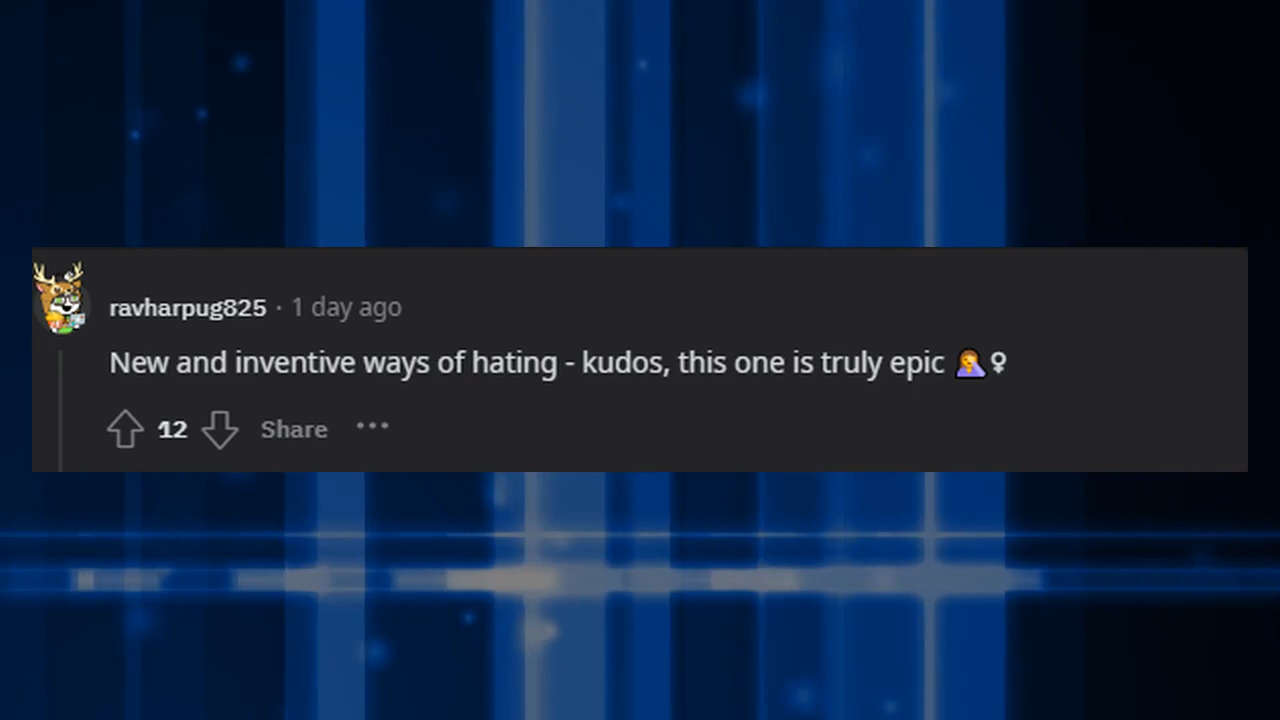 ravharpug825 · 1 day ago
New and inventive ways of hating - kudos, this one is truly epic 🤦♀
12 Share ···